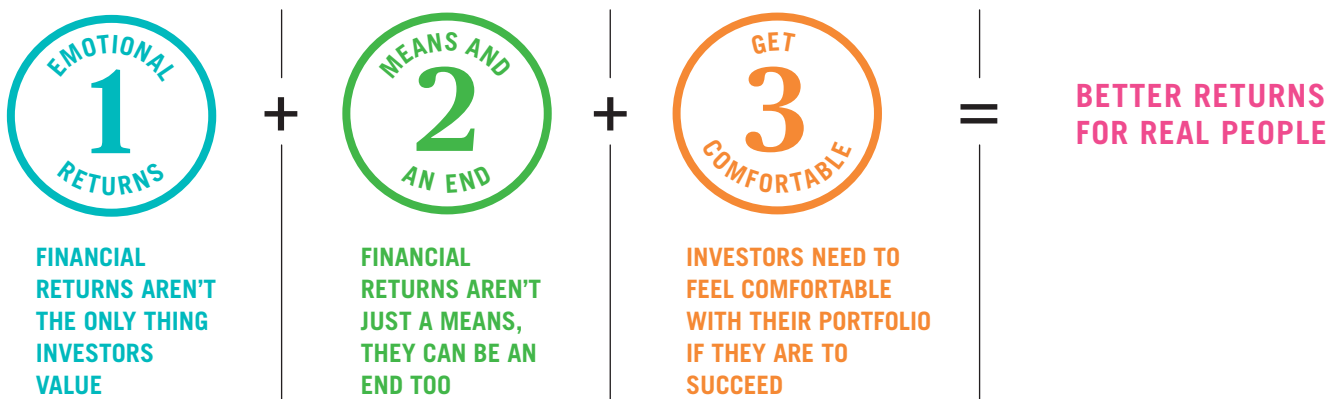 EMOTIONAL
1
RETURNS
+
MEANS AND
2
AN END
+
GET
3
COMFORTABLE
=
BETTER RETURNS
FOR REAL PEOPLE
FINANCIAL
RETURNS AREN'T
THE ONLY THING
INVESTORS
VALUE
FINANCIAL
RETURNS AREN'T
JUST A MEANS,
THEY CAN BE AN
END TOO
INVESTORS NEED TO
FEEL COMFORTABLE
WITH THEIR PORTFOLIO
IF THEY ARE TO
SUCCEED